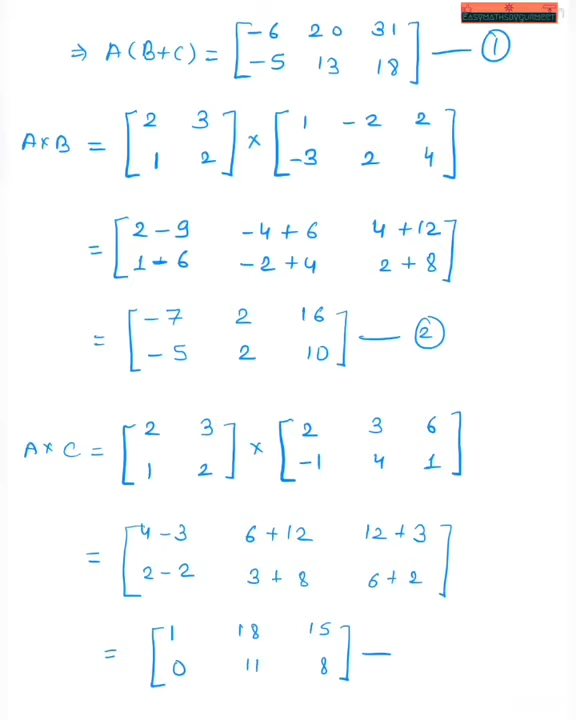 EASYMATHSBYGURMEET
⇒ A(B+C) = [ -6 20 31 ] — ①
[ -5 13 18 ]
A×B = [ 2 3 ] × [ 1 -2 2 ]
[ 1 2 ] [ -3 2 4 ]
= [ 2-9 -4+6 4+12 ]
[ 1-6 -2+4 2+8 ]
= [ -7 2 16 ] — ②
[ -5 2 10 ]
A×C = [ 2 3 ] × [ 2 3 6 ]
[ 1 2 ] [ -1 4 1 ]
= [ 4-3 6+12 12+3 ]
[ 2-2 3+8 6+2 ]
= [ 1 18 15 ] —
[ 0 11 8 ]